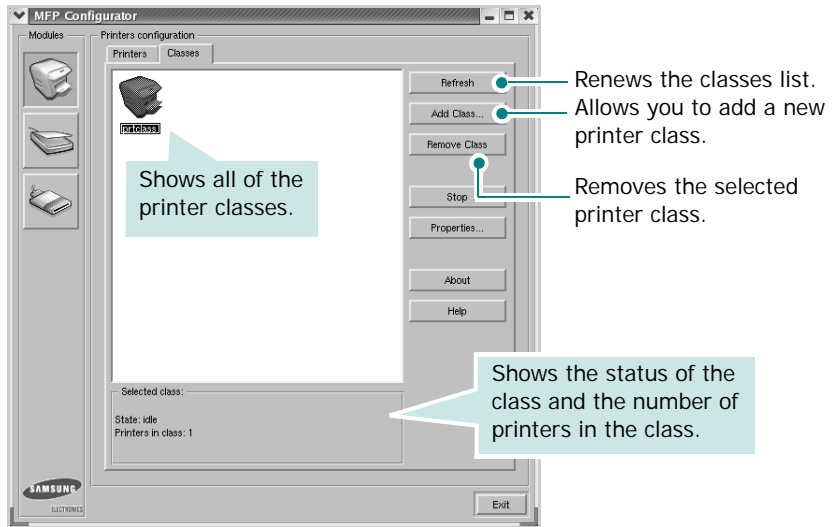 MFP Configurator
Modules
Printers configuration
Printers
Classes
prtclass
Refresh
Add Class...
Remove Class
Stop
Properties...
About
Help
Renews the classes list.
Allows you to add a new
printer class.
Removes the selected
printer class.
Shows all of the
printer classes.
Selected class:
State: idle
Printers in class: 1
Shows the status of the
class and the number of
printers in the class.
SAMSUNG
ELECTRONICS
Exit